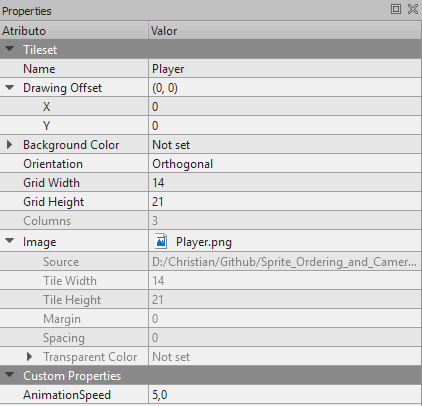 Properties
Atributo Valor
Tileset
Name Player
Drawing Offset (0, 0)
X 0
Y 0
Background Color Not set
Orientation Orthogonal
Grid Width 14
Grid Height 21
Columns 3
Image Player.png
Source D:/Christian/Github/Sprite_Ordering_and_Camer...
Tile Width 14
Tile Height 21
Margin 0
Spacing 0
Transparent Color Not set
Custom Properties
AnimationSpeed 5,0